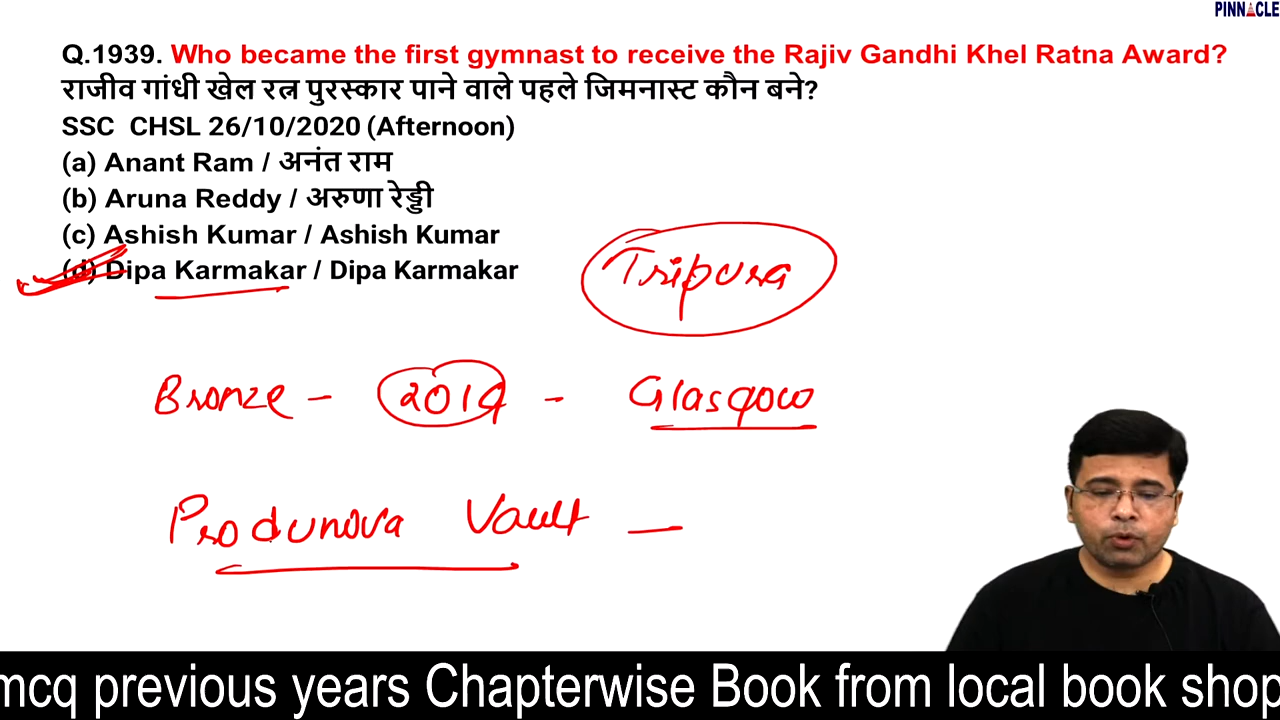 PINNACLE
Q.1939. Who became the first gymnast to receive the Rajiv Gandhi Khel Ratna Award?
राजीव गांधी खेल रत्न पुरस्कार पाने वाले पहले जिमनास्ट कौन बने?
SSC CHSL 26/10/2020 (Afternoon)
(a) Anant Ram / अनंत राम
(b) Aruna Reddy / अरुणा रेड्डी
(c) Ashish Kumar / Ashish Kumar
(d) Dipa Karmakar / Dipa Karmakar
Tripura
Bronze - 2014 - Glasgow
Produnova Vault —
mcq previous years Chapterwise Book from local book shop